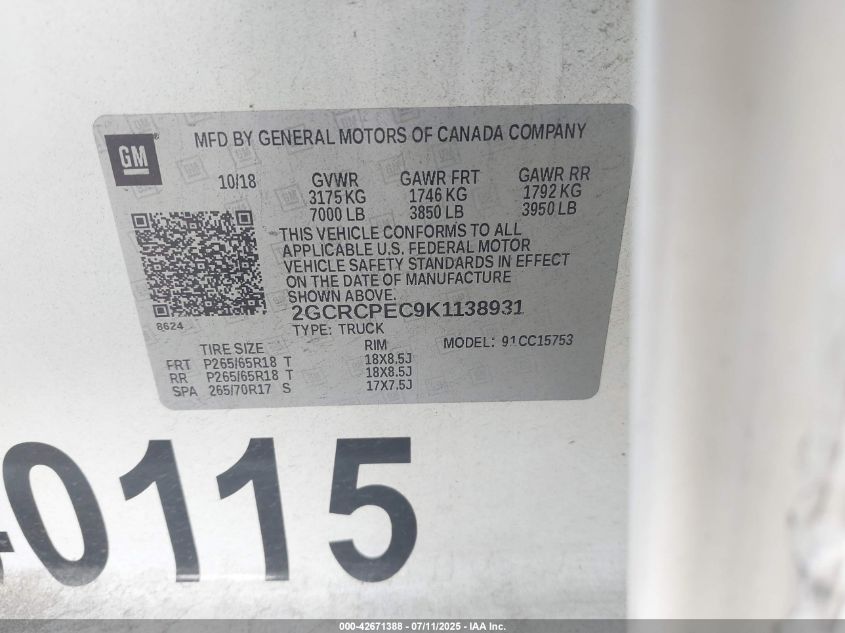 GM
MFD BY GENERAL MOTORS OF CANADA COMPANY
10/18 GVWR GAWR FRT GAWR RR
3175 KG 1746 KG 1792 KG
7000 LB 3850 LB 3950 LB
THIS VEHICLE CONFORMS TO ALL
APPLICABLE U.S. FEDERAL MOTOR
VEHICLE SAFETY STANDARDS IN EFFECT
ON THE DATE OF MANUFACTURE
SHOWN ABOVE.
8624 2GCRCPEC9K1138931
TYPE: TRUCK
TIRE SIZE RIM MODEL: 91CC15753
FRT P265/65R18 T 18X8.5J
RR P265/65R18 T 18X8.5J
SPA 265/70R17 S 17X7.5J
0115
000-42671388 - 07/11/2025 - IAA Inc.